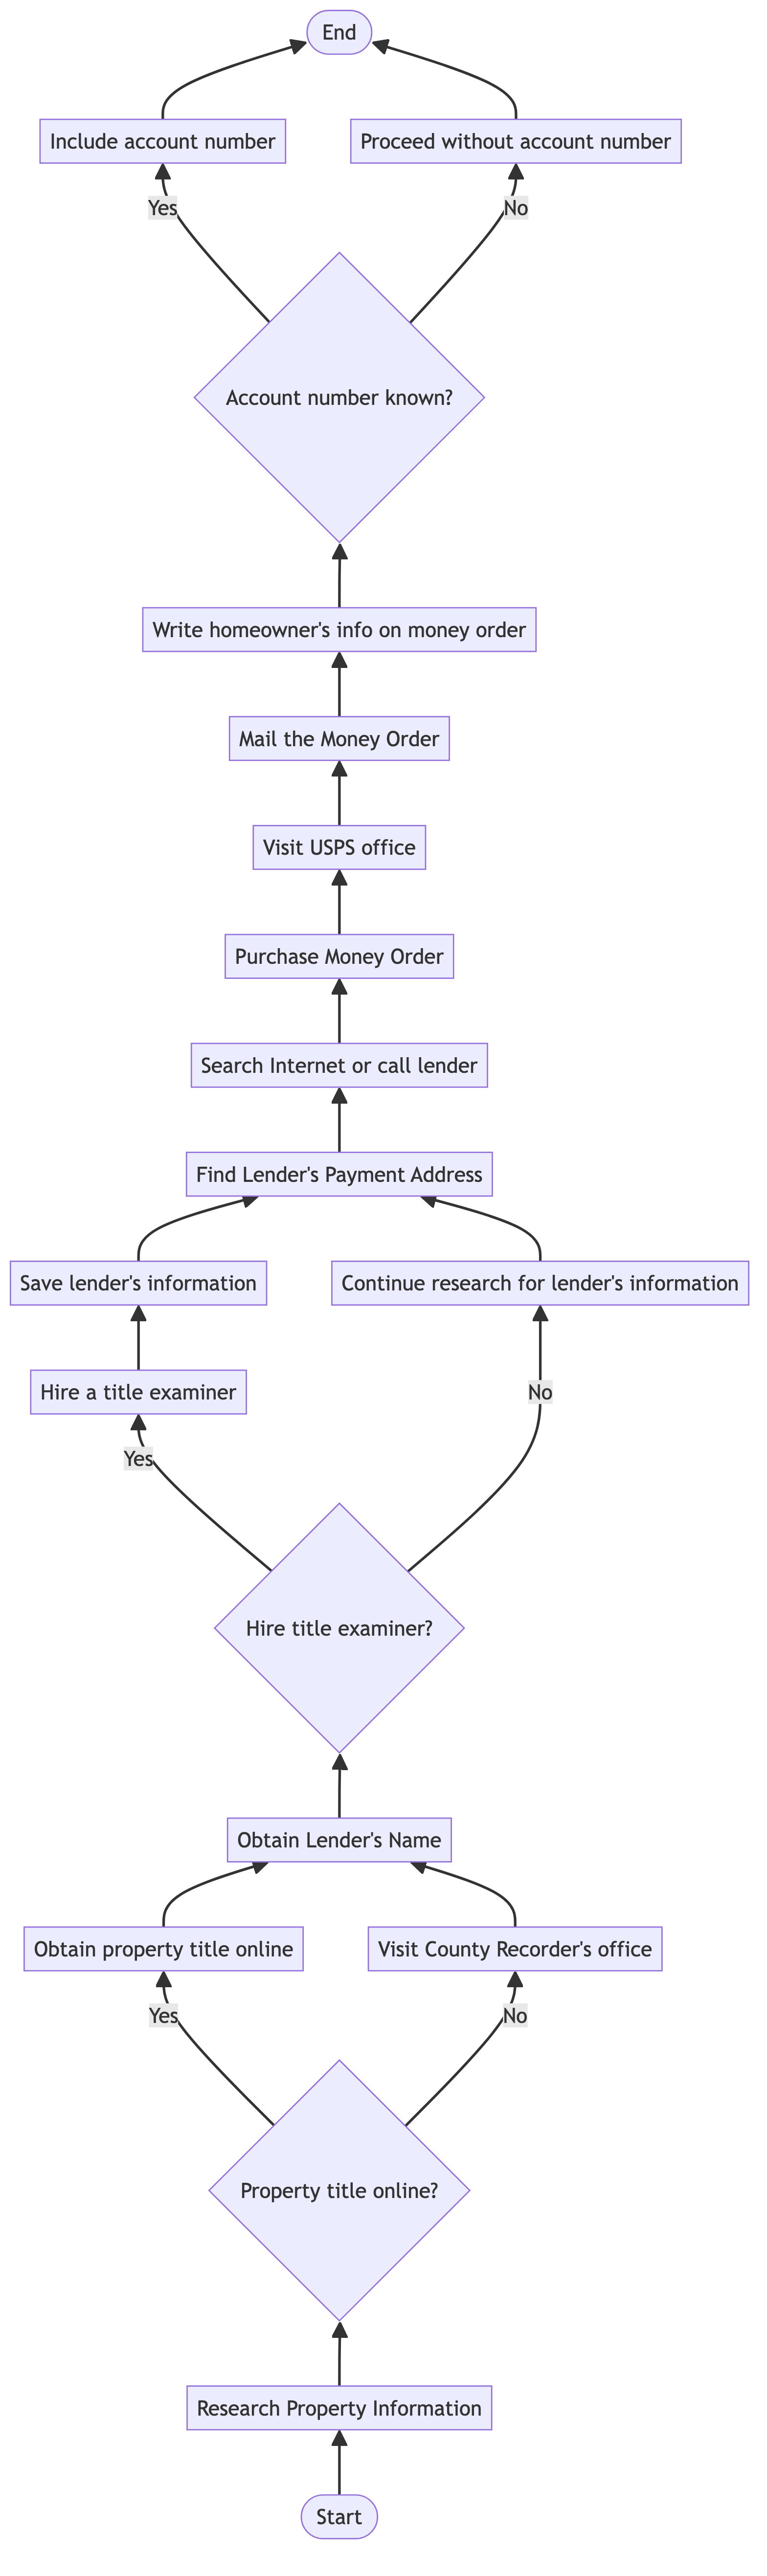 End
Include account number
Proceed without account number
Yes
No
Account number known?
Write homeowner's info on money order
Mail the Money Order
Visit USPS office
Purchase Money Order
Search Internet or call lender
Find Lender's Payment Address
Save lender's information
Continue research for lender's information
Hire a title examiner
No
Yes
Hire title examiner?
Obtain Lender's Name
Obtain property title online
Visit County Recorder's office
Yes
No
Property title online?
Research Property Information
Start